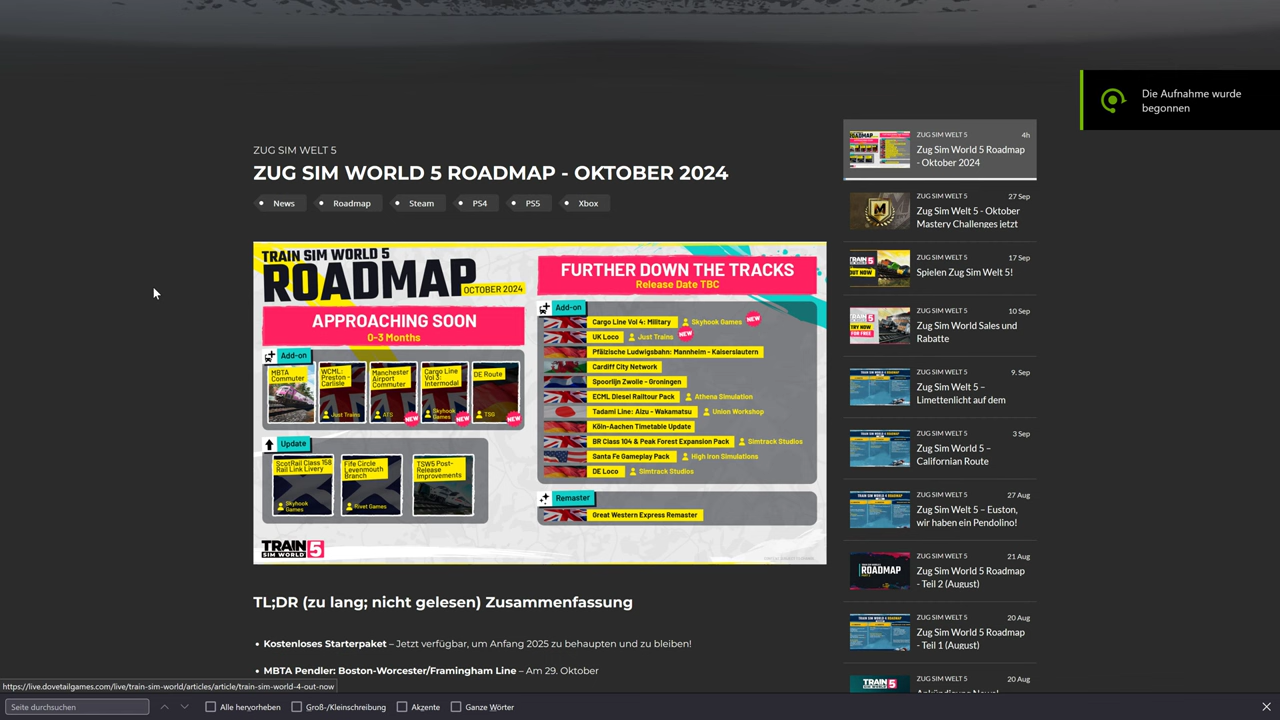 Die Aufnahme wurde
begonnen
ZUG SIM WELT 5
ZUG SIM WORLD 5 ROADMAP - OKTOBER 2024
News
Roadmap
Steam
PS4
PS5
Xbox
TRAIN SIM WORLD 5
ROADMAP
OCTOBER 2024
APPROACHING SOON
0-3 Months
Add-on
MBTA
Commuter
WCML:
Preston -
Carlisle
Just Trains
Manchester
Airport
Commuter
ATS
NEW
Cargo Line
Vol 3:
Intermodal
Skyhook
Games
NEW
DE Route
TSG
NEW
Update
ScotRail Class 158
Rail Link Livery
Skyhook
Games
Fife Circle
Levenmouth
Branch
Rivet Games
TSW5 Post-
Release
Improvements
TRAIN
SIM WORLD 5
FURTHER DOWN THE TRACKS
Release Date TBC
Add-on
Cargo Line Vol 4: Military
Skyhook Games
NEW
UK Loco
Just Trains
NEW
Pfälzische Ludwigsbahn: Mannheim - Kaiserslautern
Cardiff City Network
Spoorlijn Zwolle - Groningen
ECML Diesel Railtour Pack
Athena Simulation
Tadami Line: Aizu - Wakamatsu
Union Workshop
Köln-Aachen Timetable Update
BR Class 104 & Peak Forest Expansion Pack
Simtrack Studios
Santa Fe Gameplay Pack
High Iron Simulations
DE Loco
Simtrack Studios
Remaster
Great Western Express Remaster
TL;DR (zu lang; nicht gelesen) Zusammenfassung
• Kostenloses Starterpaket – Jetzt verfügbar, um Anfang 2025 zu behaupten und zu bleiben!
• MBTA Pendler: Boston-Worcester/Framingham Line – Am 29. Oktober
ZUG SIM WELT 5 4h
Zug Sim World 5 Roadmap
- Oktober 2024
ZUG SIM WELT 5 27 Sep
Zug Sim Welt 5 - Oktober
Mastery Challenges jetzt
ZUG SIM WELT 5 17 Sep
Spielen Zug Sim Welt 5!
ZUG SIM WELT 5 10 Sep
Zug Sim World Sales und
Rabatte
ZUG SIM WELT 5 9. Sep
Zug Sim Welt 5 –
Limettenlicht auf dem
ZUG SIM WELT 5 3 Sep
Zug Sim Welt 5 –
Californian Route
ZUG SIM WELT 5 27 Aug
Zug Sim Welt 5 – Euston,
wir haben ein Pendolino!
ZUG SIM WELT 5 21 Aug
Zug Sim World 5 Roadmap
- Teil 2 (August)
ZUG SIM WELT 5 20 Aug
Zug Sim World 5 Roadmap
- Teil 1 (August)
ZUG SIM WELT 5 20 Aug
https://live.dovetailgames.com/live/train-sim-world/articles/article/train-sim-world-4-out-now
Seite durchsuchen
Alle hervorheben
Groß-/Kleinschreibung
Akzente
Ganze Wörter